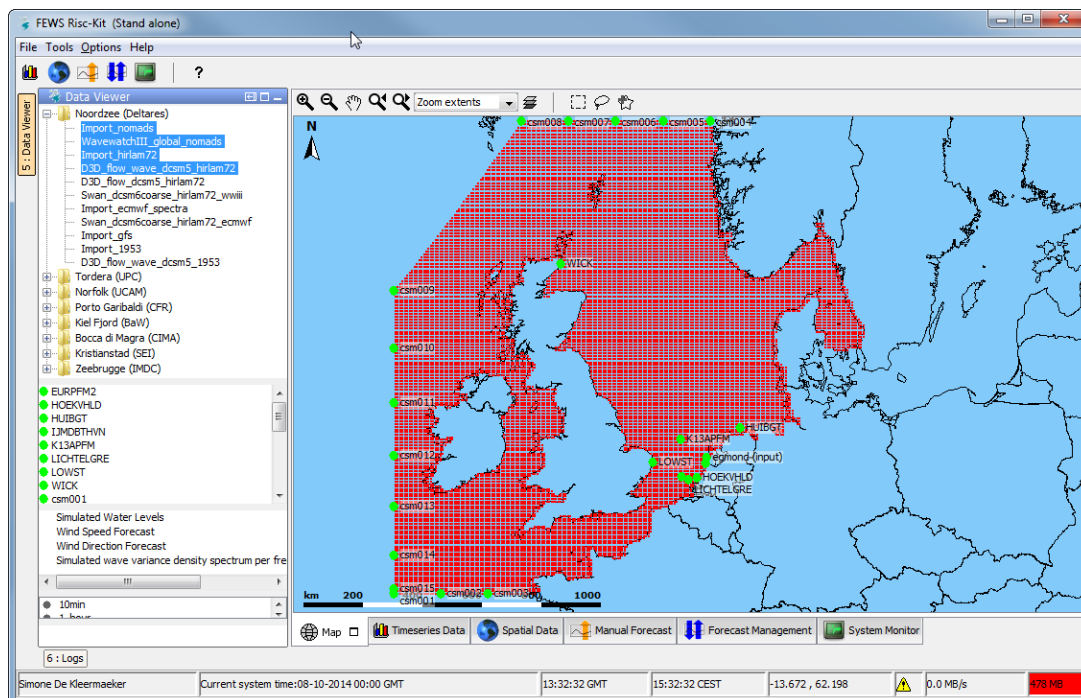 FEWS Risc-Kit (Stand alone)
File Tools Options Help
?
5 : Data Viewer
Data Viewer
Noordzee (Deltares)
Import_nomads
WavewatchIII_global_nomads
Import_hirlam72
D3D_flow_wave_dcsm5_hirlam72
D3D_flow_dcsm5_hirlam72
Swan_dcsm6coarse_hirlam72_wwiii
Import_ecmwf_spectra
Swan_dcsm6coarse_hirlam72_ecmwf
Import_gfs
Import_1953
D3D_flow_wave_dcsm5_1953
Tordera (UPC)
Norfolk (UCAM)
Porto Garibaldi (CFR)
Kiel Fjord (BaW)
Bocca di Magra (CIMA)
Kristianstad (SEI)
Zeebrugge (IMDC)
EURPFM2
HOEKVHLD
HUIBGT
IJMDBTHVN
K13APFM
LICHTELGRE
LOWST
WICK
csm001
Simulated Water Levels
Wind Speed Forecast
Wind Direction Forecast
Simulated wave variance density spectrum per fre
10min
1 hour
Zoom extents
N
csm008 csm007 csm006 csm005 csm004
WICK
csm009
csm010
csm011
HUIBGT
K13APFM
csm012
LOWST
egmond-(input)
HOEKVHLD
LICHTELGRE
csm013
csm014
csm015
csm001
csm002
csm003
km 200 1000
Map
Timeseries Data
Spatial Data
Manual Forecast
Forecast Management
System Monitor
6 : Logs
Simone De Kleermaeker
Current system time:08-10-2014 00:00 GMT
13:32:32 GMT
15:32:32 CEST
-13.672 , 62.198
0.0 MB/s
478 MB